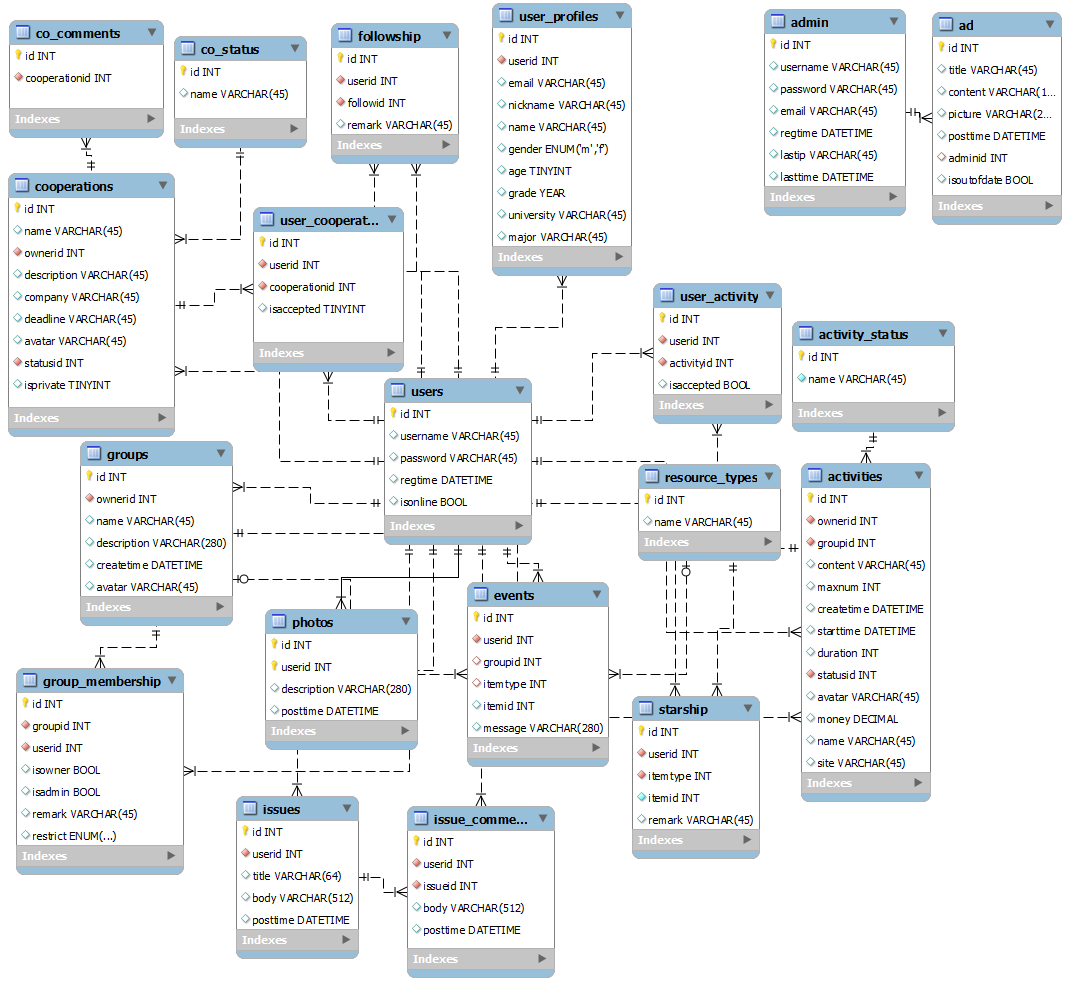 co_comments
id INT
cooperationid INT
Indexes
co_status
id INT
name VARCHAR(45)
Indexes
followship
id INT
userid INT
followid INT
remark VARCHAR(45)
Indexes
user_profiles
id INT
userid INT
email VARCHAR(45)
nickname VARCHAR(45)
name VARCHAR(45)
gender ENUM('m','f')
age TINYINT
grade YEAR
university VARCHAR(45)
major VARCHAR(45)
Indexes
admin
id INT
username VARCHAR(45)
password VARCHAR(45)
email VARCHAR(45)
regtime DATETIME
lastip VARCHAR(45)
lasttime DATETIME
Indexes
ad
id INT
title VARCHAR(45)
content VARCHAR(1...
picture VARCHAR(2...
posttime DATETIME
adminid INT
isoutofdate BOOL
Indexes
cooperations
id INT
name VARCHAR(45)
ownerid INT
description VARCHAR(45)
company VARCHAR(45)
deadline VARCHAR(45)
avatar VARCHAR(45)
statusid INT
isprivate TINYINT
Indexes
user_cooperat...
id INT
userid INT
cooperationid INT
isaccepted TINYINT
Indexes
user_activity
id INT
userid INT
activityid INT
isaccepted BOOL
Indexes
activity_status
id INT
name VARCHAR(45)
Indexes
users
id INT
username VARCHAR(45)
password VARCHAR(45)
regtime DATETIME
isonline BOOL
Indexes
groups
id INT
ownerid INT
name VARCHAR(45)
description VARCHAR(280)
createtime DATETIME
avatar VARCHAR(45)
Indexes
resource_types
id INT
name VARCHAR(45)
Indexes
activities
id INT
ownerid INT
groupid INT
content VARCHAR(45)
maxnum INT
createtime DATETIME
starttime DATETIME
duration INT
statusid INT
avatar VARCHAR(45)
money DECIMAL
name VARCHAR(45)
site VARCHAR(45)
Indexes
photos
id INT
userid INT
description VARCHAR(280)
posttime DATETIME
Indexes
events
id INT
userid INT
groupid INT
itemtype INT
itemid INT
message VARCHAR(280)
Indexes
group_membership
id INT
groupid INT
userid INT
isowner BOOL
isadmin BOOL
remark VARCHAR(45)
restrict ENUM(...)
Indexes
starship
id INT
userid INT
itemtype INT
itemid INT
remark VARCHAR(45)
Indexes
issues
id INT
userid INT
title VARCHAR(64)
body VARCHAR(512)
posttime DATETIME
Indexes
issue_comme...
id INT
userid INT
issueid INT
body VARCHAR(512)
posttime DATETIME
Indexes